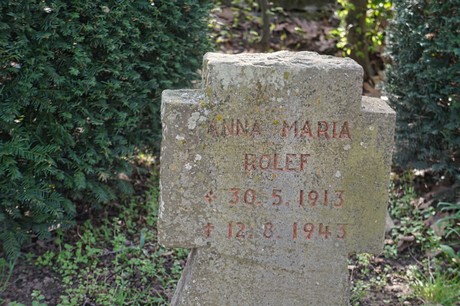 ANNA MARIA
ROLEF
+ 30.5.1913
+ 12.8.1943